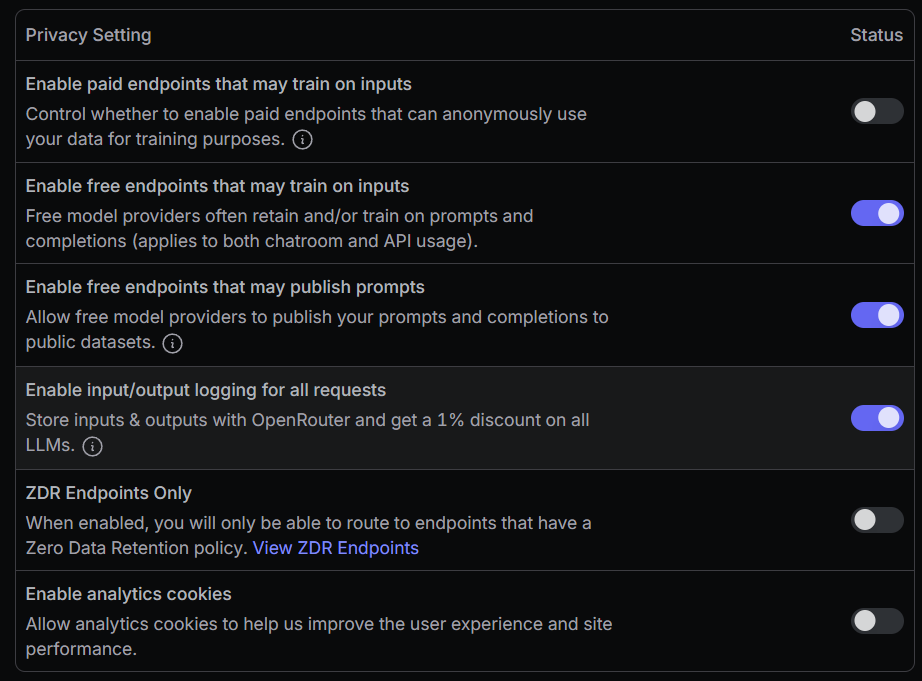 Privacy Setting Status
Enable paid endpoints that may train on inputs
Control whether to enable paid endpoints that can anonymously use
your data for training purposes.
Enable free endpoints that may train on inputs
Free model providers often retain and/or train on prompts and
completions (applies to both chatroom and API usage).
Enable free endpoints that may publish prompts
Allow free model providers to publish your prompts and completions to
public datasets.
Enable input/output logging for all requests
Store inputs & outputs with OpenRouter and get a 1% discount on all
LLMs.
ZDR Endpoints Only
When enabled, you will only be able to route to endpoints that have a
Zero Data Retention policy. View ZDR Endpoints
Enable analytics cookies
Allow analytics cookies to help us improve the user experience and site
performance.